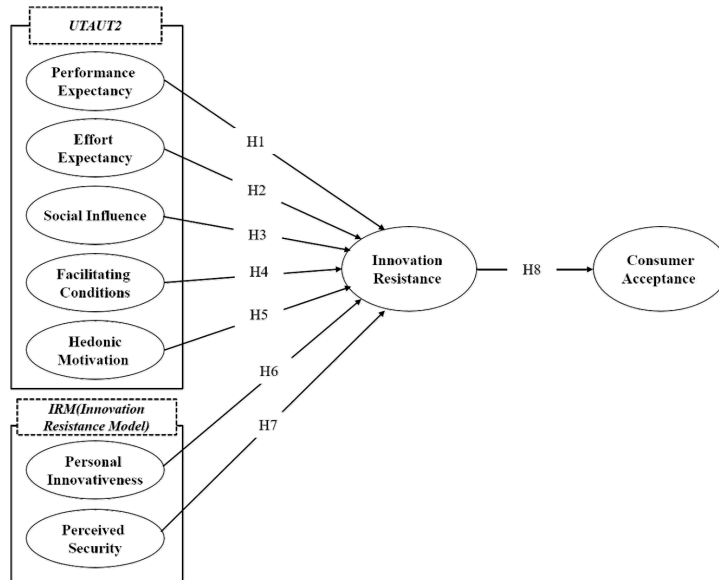 UTAUT2
Performance
Expectancy
Effort
Expectancy
Social Influence
Facilitating
Conditions
Hedonic
Motivation
IRM(Innovation
Resistance Model)
Personal
Innovativeness
Perceived
Security
H1
H2
H3
H4
H5
H6
H7
Innovation
Resistance
H8
Consumer
Acceptance